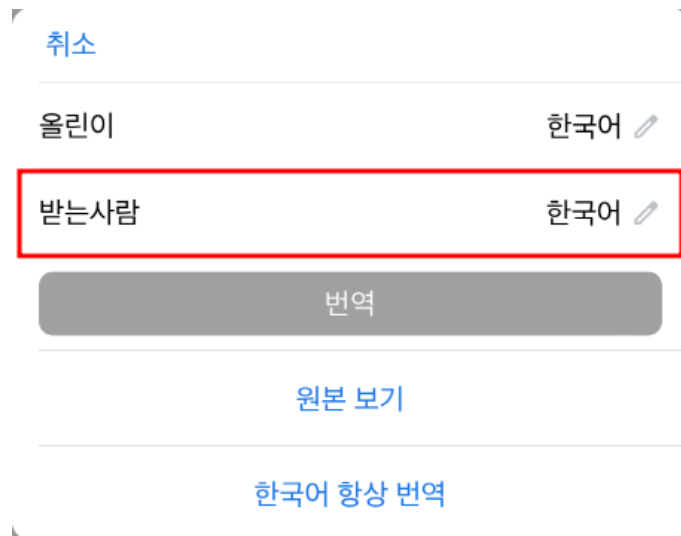 취소
올린이 한국어
받는사람 한국어
번역
원본 보기
한국어 항상 번역